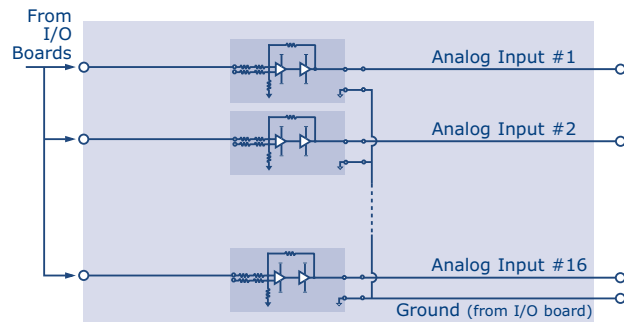 From
I/O
Boards
Analog Input #1
Analog Input #2
Analog Input #16
Ground (from I/O board)